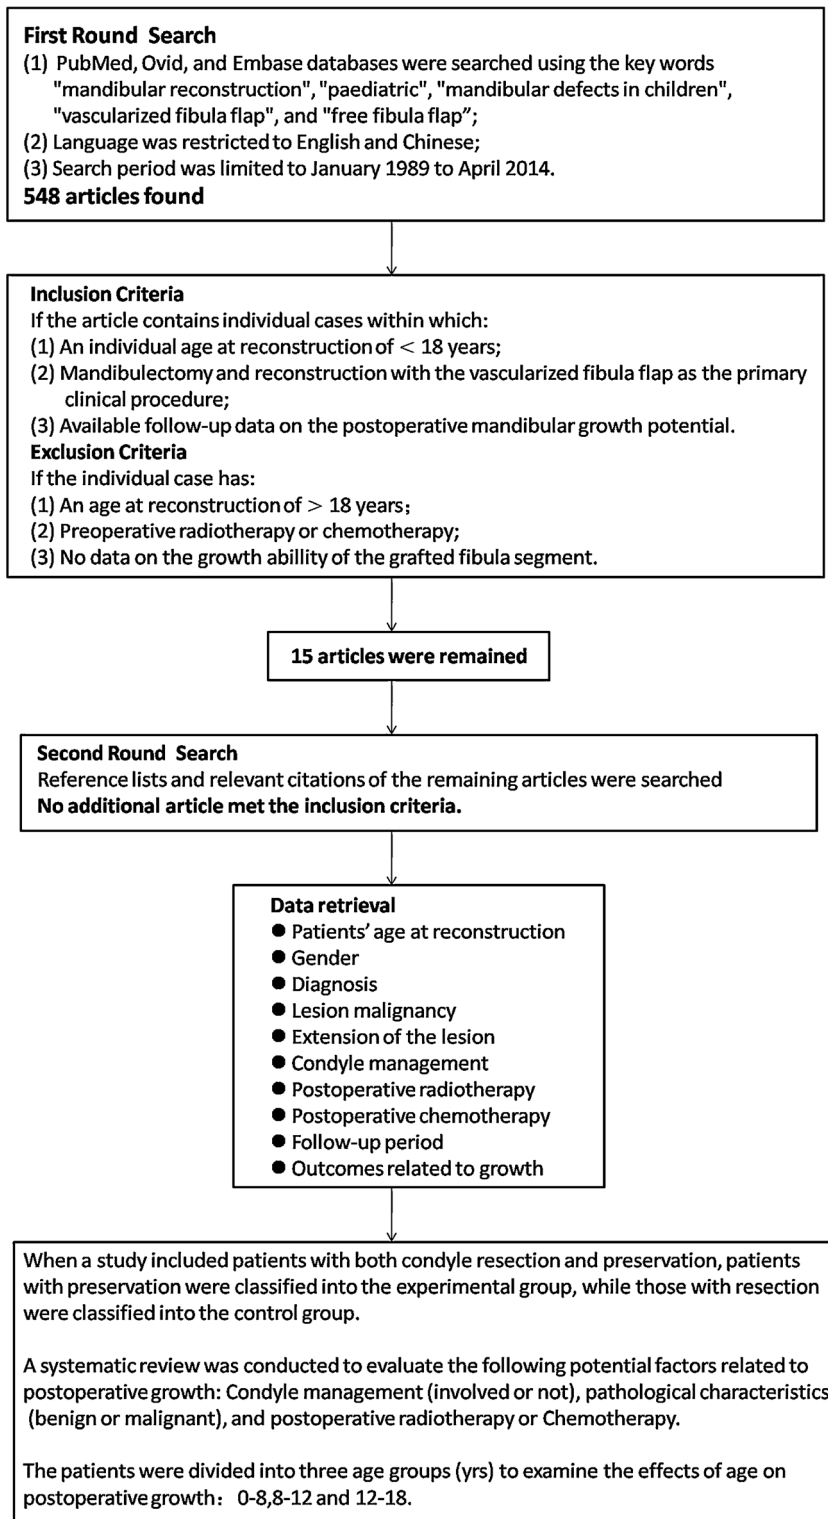 First Round Search
(1) PubMed, Ovid, and Embase databases were searched using the key words
"mandibular reconstruction", "paediatric", "mandibular defects in children",
"vascularized fibula flap", and "free fibula flap”;
(2) Language was restricted to English and Chinese;
(3) Search period was limited to January 1989 to April 2014.
548 articles found
Inclusion Criteria
If the article contains individual cases within which:
(1) An individual age at reconstruction of < 18 years;
(2) Mandibulectomy and reconstruction with the vascularized fibula flap as the primary
clinical procedure;
(3) Available follow-up data on the postoperative mandibular growth potential.
Exclusion Criteria
If the individual case has:
(1) An age at reconstruction of > 18 years;
(2) Preoperative radiotherapy or chemotherapy;
(3) No data on the growth abillity of the grafted fibula segment.
15 articles were remained
Second Round Search
Reference lists and relevant citations of the remaining articles were searched
No additional article met the inclusion criteria.
Data retrieval
● Patients’ age at reconstruction
● Gender
● Diagnosis
● Lesion malignancy
● Extension of the lesion
● Condyle management
● Postoperative radiotherapy
● Postoperative chemotherapy
● Follow-up period
● Outcomes related to growth
When a study included patients with both condyle resection and preservation, patients
with preservation were classified into the experimental group, while those with resection
were classified into the control group.
A systematic review was conducted to evaluate the following potential factors related to
postoperative growth: Condyle management (involved or not), pathological characteristics
(benign or malignant), and postoperative radiotherapy or Chemotherapy.
The patients were divided into three age groups (yrs) to examine the effects of age on
postoperative growth: 0-8,8-12 and 12-18.